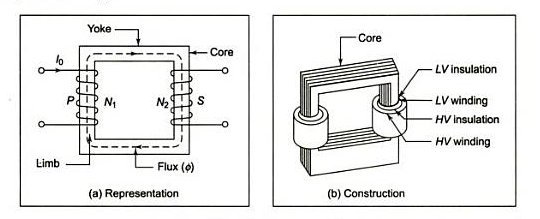 Yoke
Core
I0
P
N1
N2
S
Limb
Flux (ϕ)
(a) Representation
Core
LV insulation
LV winding
HV insulation
HV winding
(b) Construction